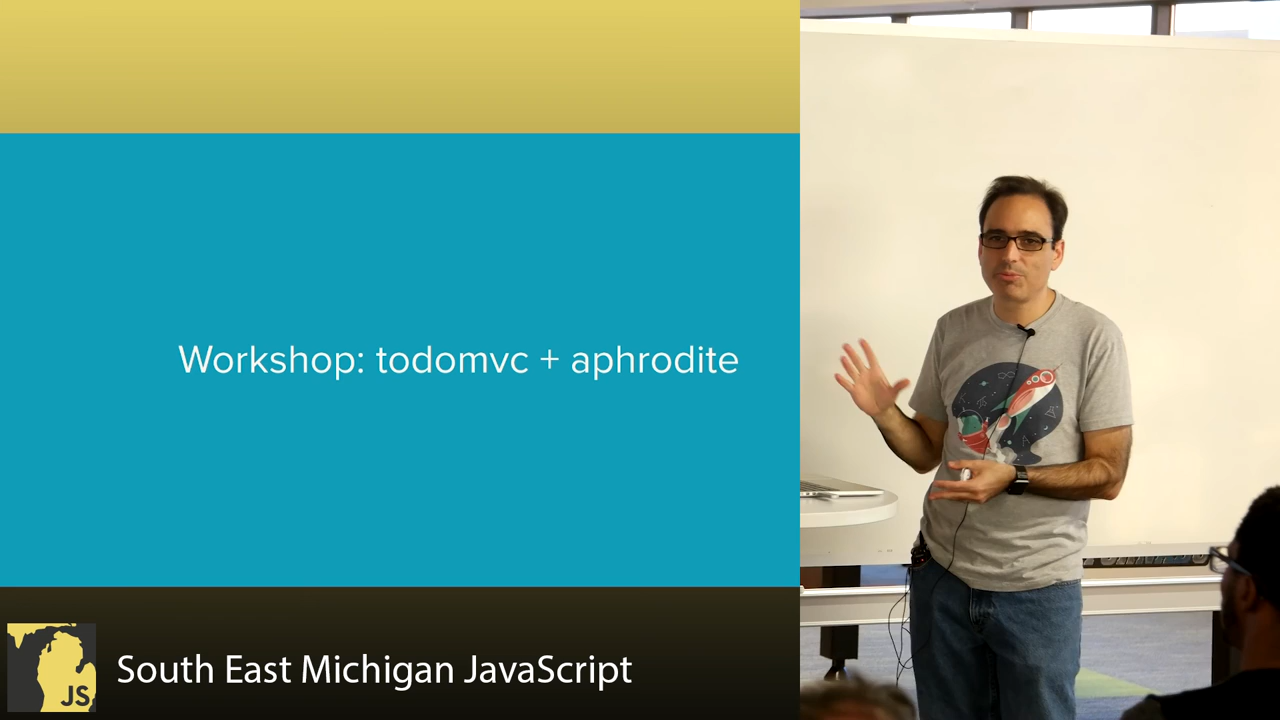 Workshop: todomvc + aphrodite
JS
South East Michigan JavaScript